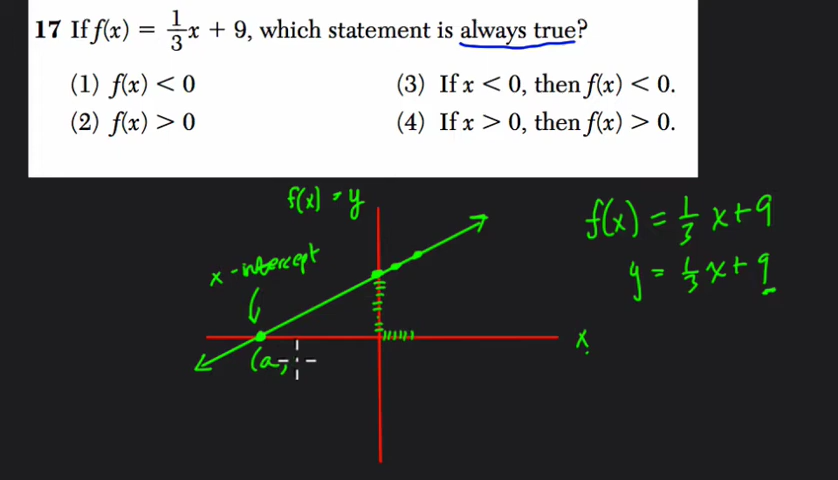 17 If f(x) = 1/3 x + 9, which statement is always true?
(1) f(x) < 0
(3) If x < 0, then f(x) < 0.
(2) f(x) > 0
(4) If x > 0, then f(x) > 0.
f(x) = y
f(x) = 1/3 x + 9
x-intercept
y = 1/3 x + 9
x
(a,